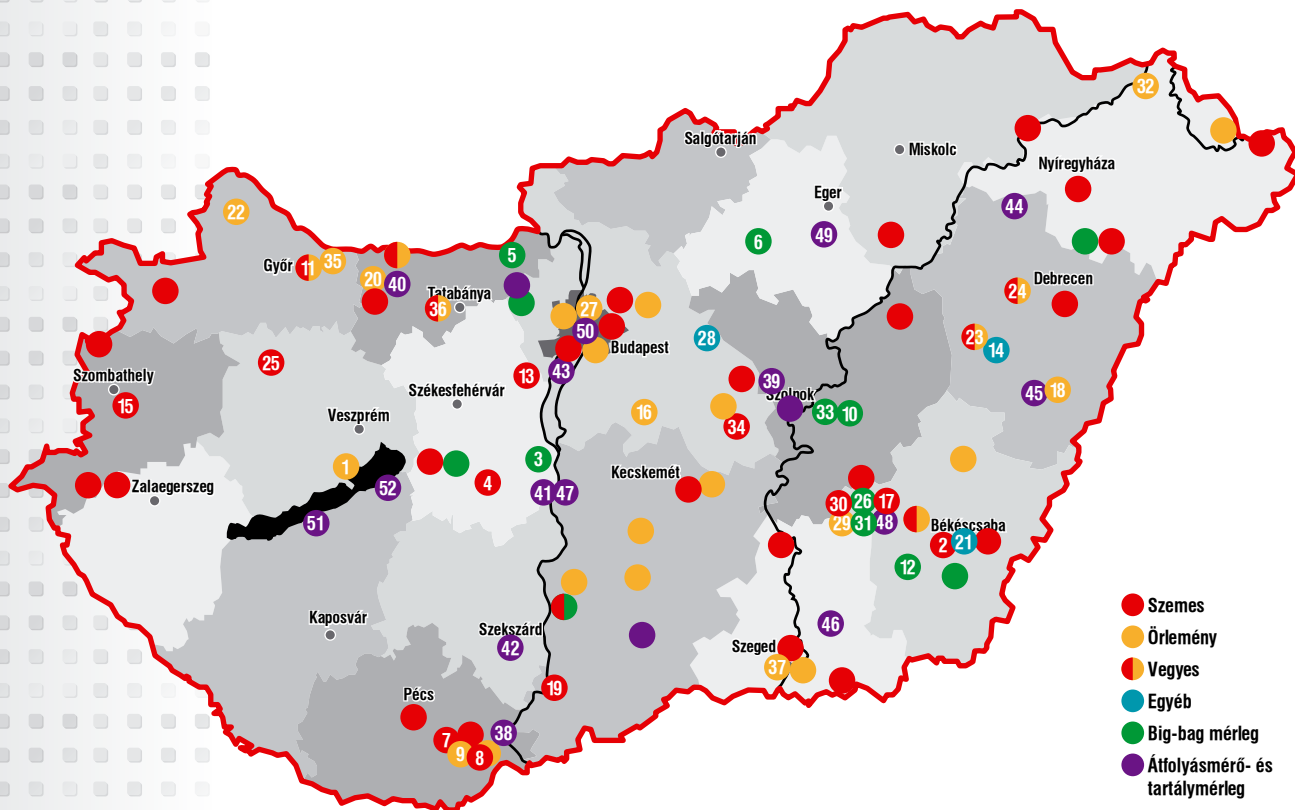 32
Salgótarján
Miskolc
Nyíregyháza
Eger
44
22
6
49
5
Győr
11
35
20
40
Debrecen
24
Tatabánya
36
27
50
28
23
14
Budapest
25
43
13
39
Szombathely
15
Székesfehérvár
45
18
Szolnok
16
33
10
34
Veszprém
1
3
Kecskemét
4
52
41
47
Zalaegerszeg
51
30
26
17
29
31
48
Békéscsaba
2
21
12
Szemes
Örlemény
Vegyes
Egyéb
Big-bag mérleg
Átfolyásmérő- és
tartálymérleg
Kaposvár
Szekszárd
42
46
Szeged
37
19
Pécs
38
7
9
8